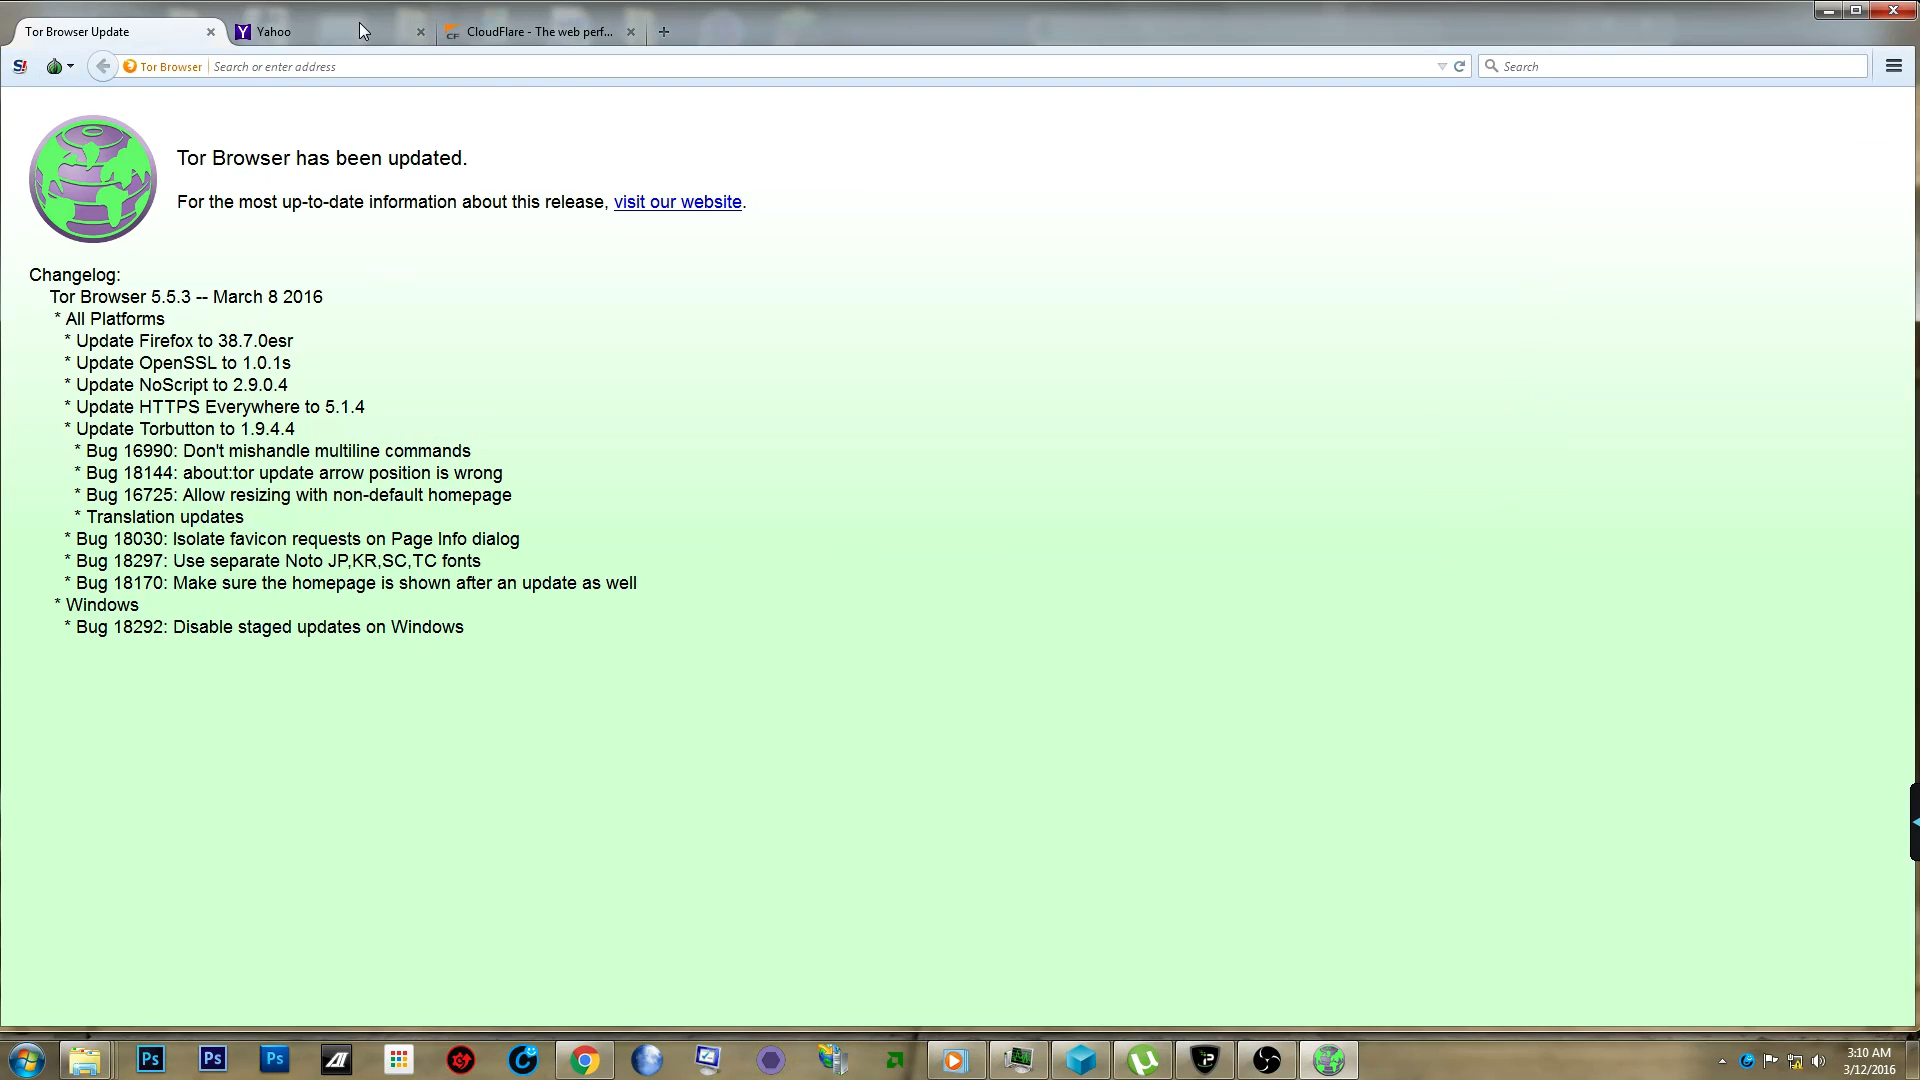 Tor Browser Update
Yahoo
CloudFlare - The web perf...
Tor Browser
Search or enter address
Search
Tor Browser has been updated.
For the most up-to-date information about this release, visit our website.
Changelog:
Tor Browser 5.5.3 -- March 8 2016
* All Platforms
* Update Firefox to 38.7.0esr
* Update OpenSSL to 1.0.1s
* Update NoScript to 2.9.0.4
* Update HTTPS Everywhere to 5.1.4
* Update Torbutton to 1.9.4.4
* Bug 16990: Don't mishandle multiline commands
* Bug 18144: about:tor update arrow position is wrong
* Bug 16725: Allow resizing with non-default homepage
* Translation updates
* Bug 18030: Isolate favicon requests on Page Info dialog
* Bug 18297: Use separate Noto JP,KR,SC,TC fonts
* Bug 18170: Make sure the homepage is shown after an update as well
* Windows
* Bug 18292: Disable staged updates on Windows
Ps
Ps
Ps
3:10 AM
3/12/2016